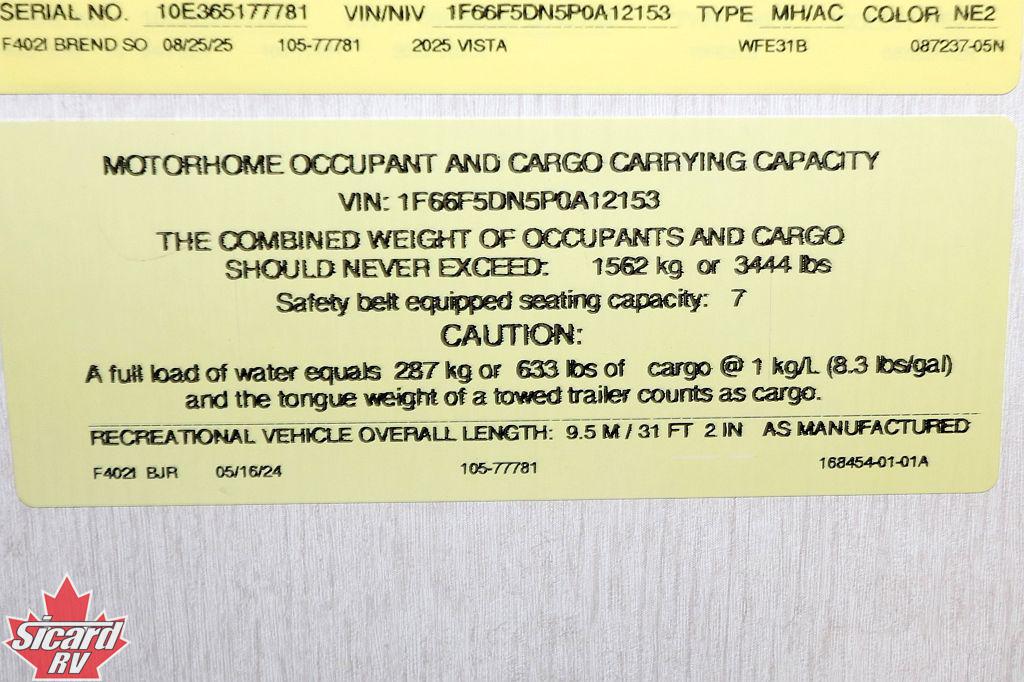 SERIAL NO. 10E365177781 VIN/NIV 1F66F5DN5P0A12153 TYPE MH/AC COLOR NE2
F4021 BREND SO 08/25/25 105-77781 2025 VISTA WFE31B 087237-05N
MOTORHOME OCCUPANT AND CARGO CARRYING CAPACITY
VIN: 1F66F5DN5P0A12153
THE COMBINED WEIGHT OF OCCUPANTS AND CARGO
SHOULD NEVER EXCEED: 1562 kg or 3444 lbs
Safety belt equipped seating capacity: 7
CAUTION:
A full load of water equals 287 kg or 633 lbs of cargo @ 1 kg/L (8.3 lbs/gal)
and the tongue weight of a towed trailer counts as cargo.
RECREATIONAL VEHICLE OVERALL LENGTH: 9.5 M / 31 FT 2 IN AS MANUFACTURED
F4021 BJR 05/16/24 105-77781 168454-01-01A
Sicard
RV